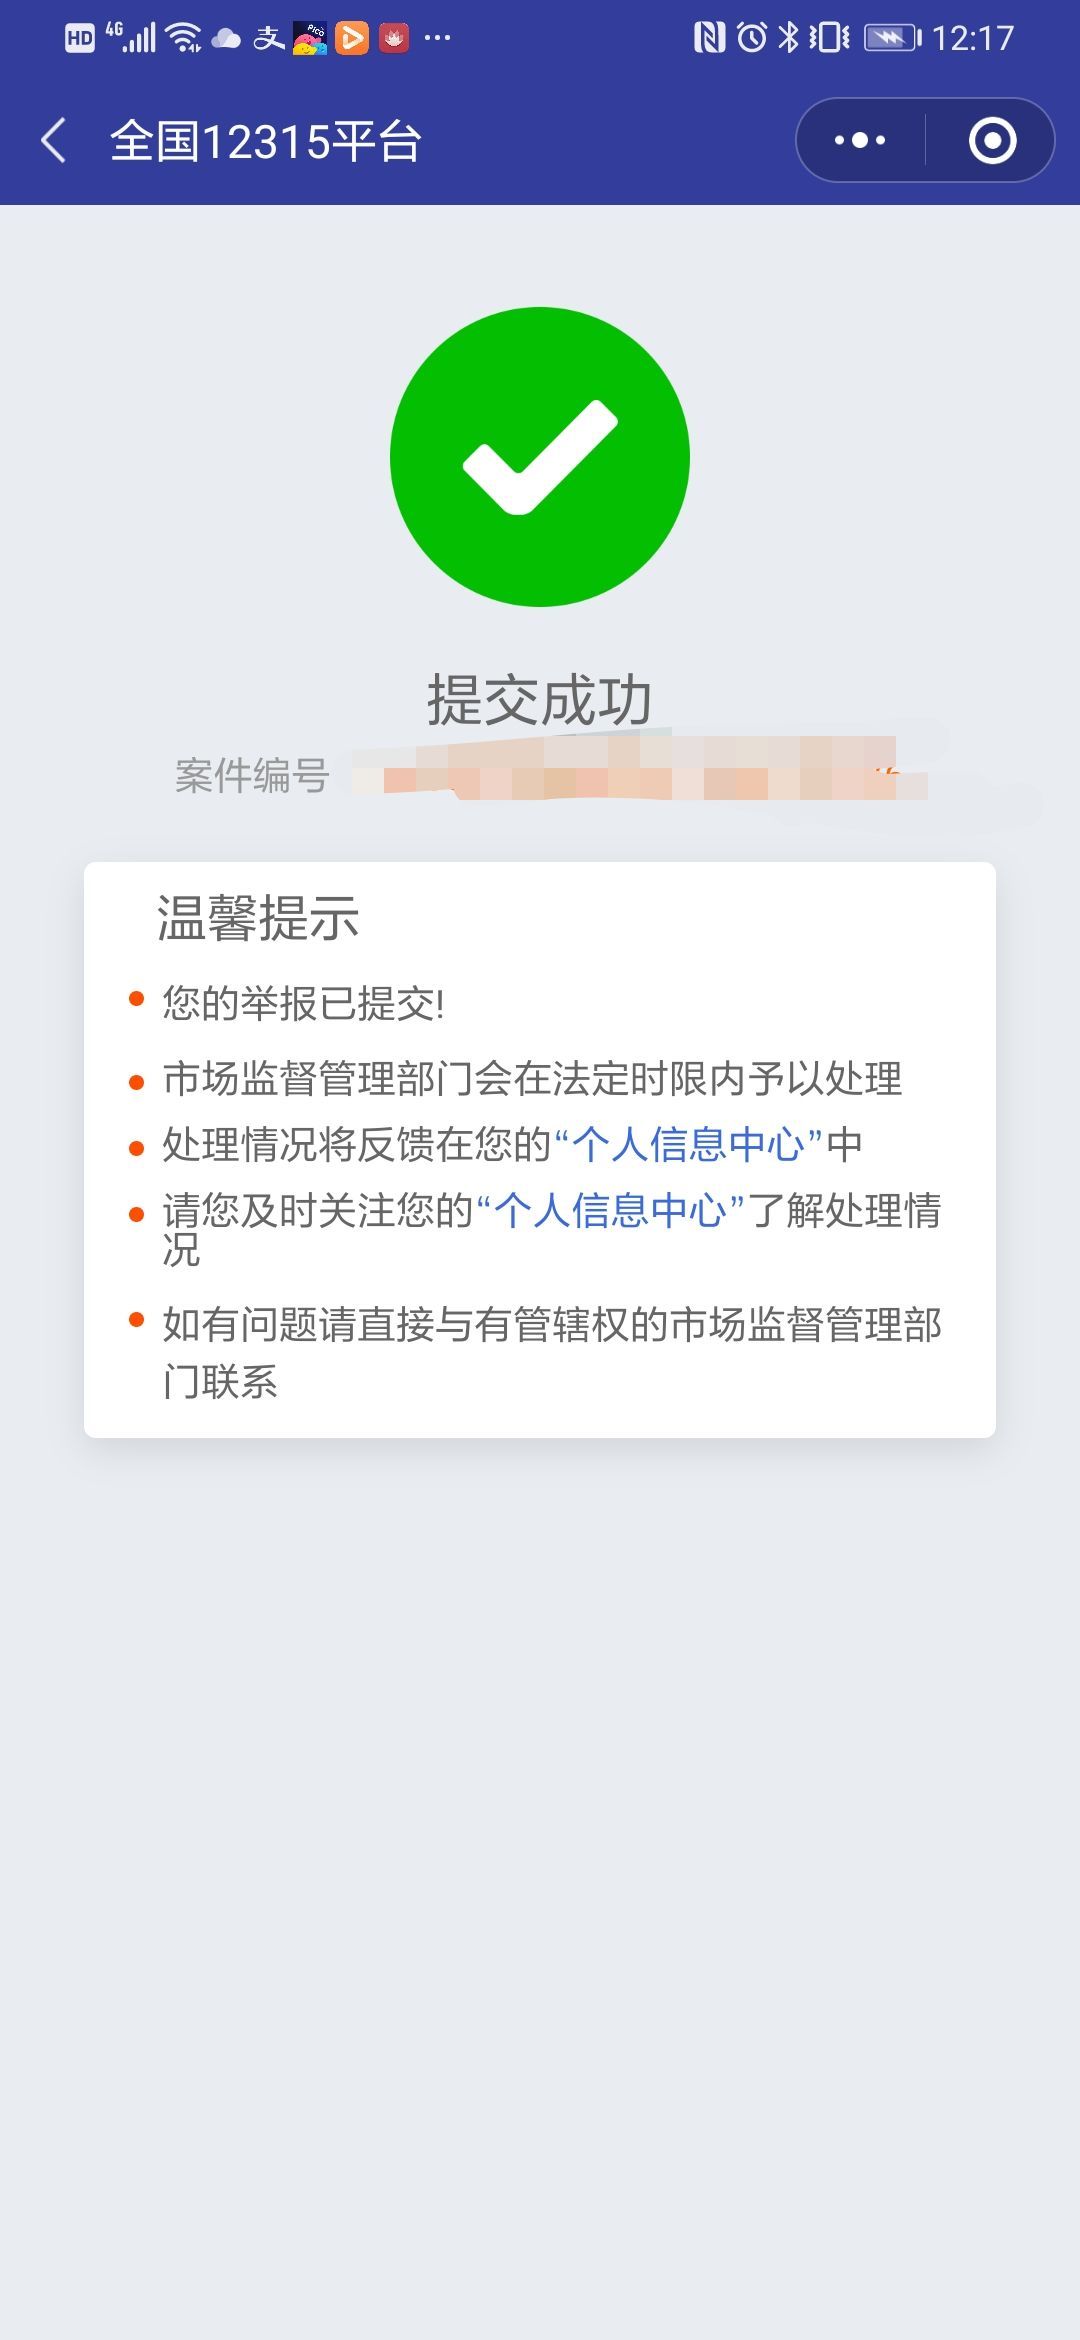 HD 4G 支 PICO 12:17
全国12315平台
提交成功
案件编号
温馨提示
您的举报已提交!
市场监督管理部门会在法定时限内予以处理
处理情况将反馈在您的“个人信息中心”中
请您及时关注您的“个人信息中心”了解处理情
况
如有问题请直接与有管辖权的市场监督管理部
门联系